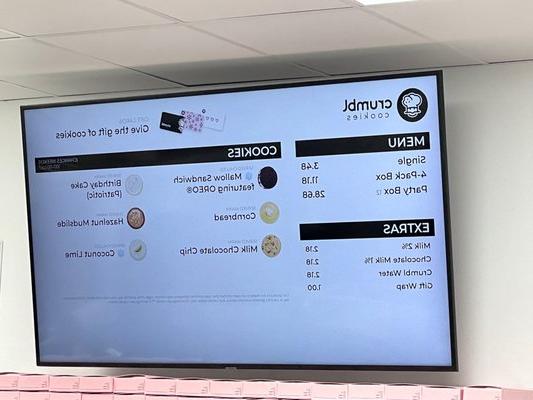 crumbl
cookies
MENU
Single 3.48
4-Pack Box 11.18
Party Box 12 28.68
EXTRAS
Milk 2% 2.18
Chocolate Milk 1% 2.18
Crumbl Water 2.18
Gift Wrap 1.00
GIFT CARDS
Give the gift of cookies
COOKIES
Mallow Sandwich
featuring OREO®
Cornbread
Milk Chocolate Chip
Birthday Cake
(Patriotic)
Hazelnut Mudslide
Coconut Lime